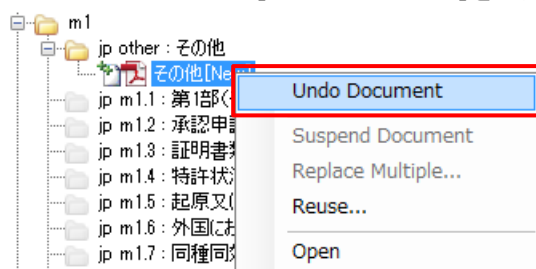 m1
jp other : その他
その他[Ne
jp m1.1 : 第1部(
jp m1.2 : 承認申
jp m1.3 : 証明書
jp m1.4 : 特許状
jp m1.5 : 起原又(
jp m1.6 : 外国に
jp m1.7 : 同種同
Undo Document
Suspend Document
Replace Multiple...
Reuse...
Open